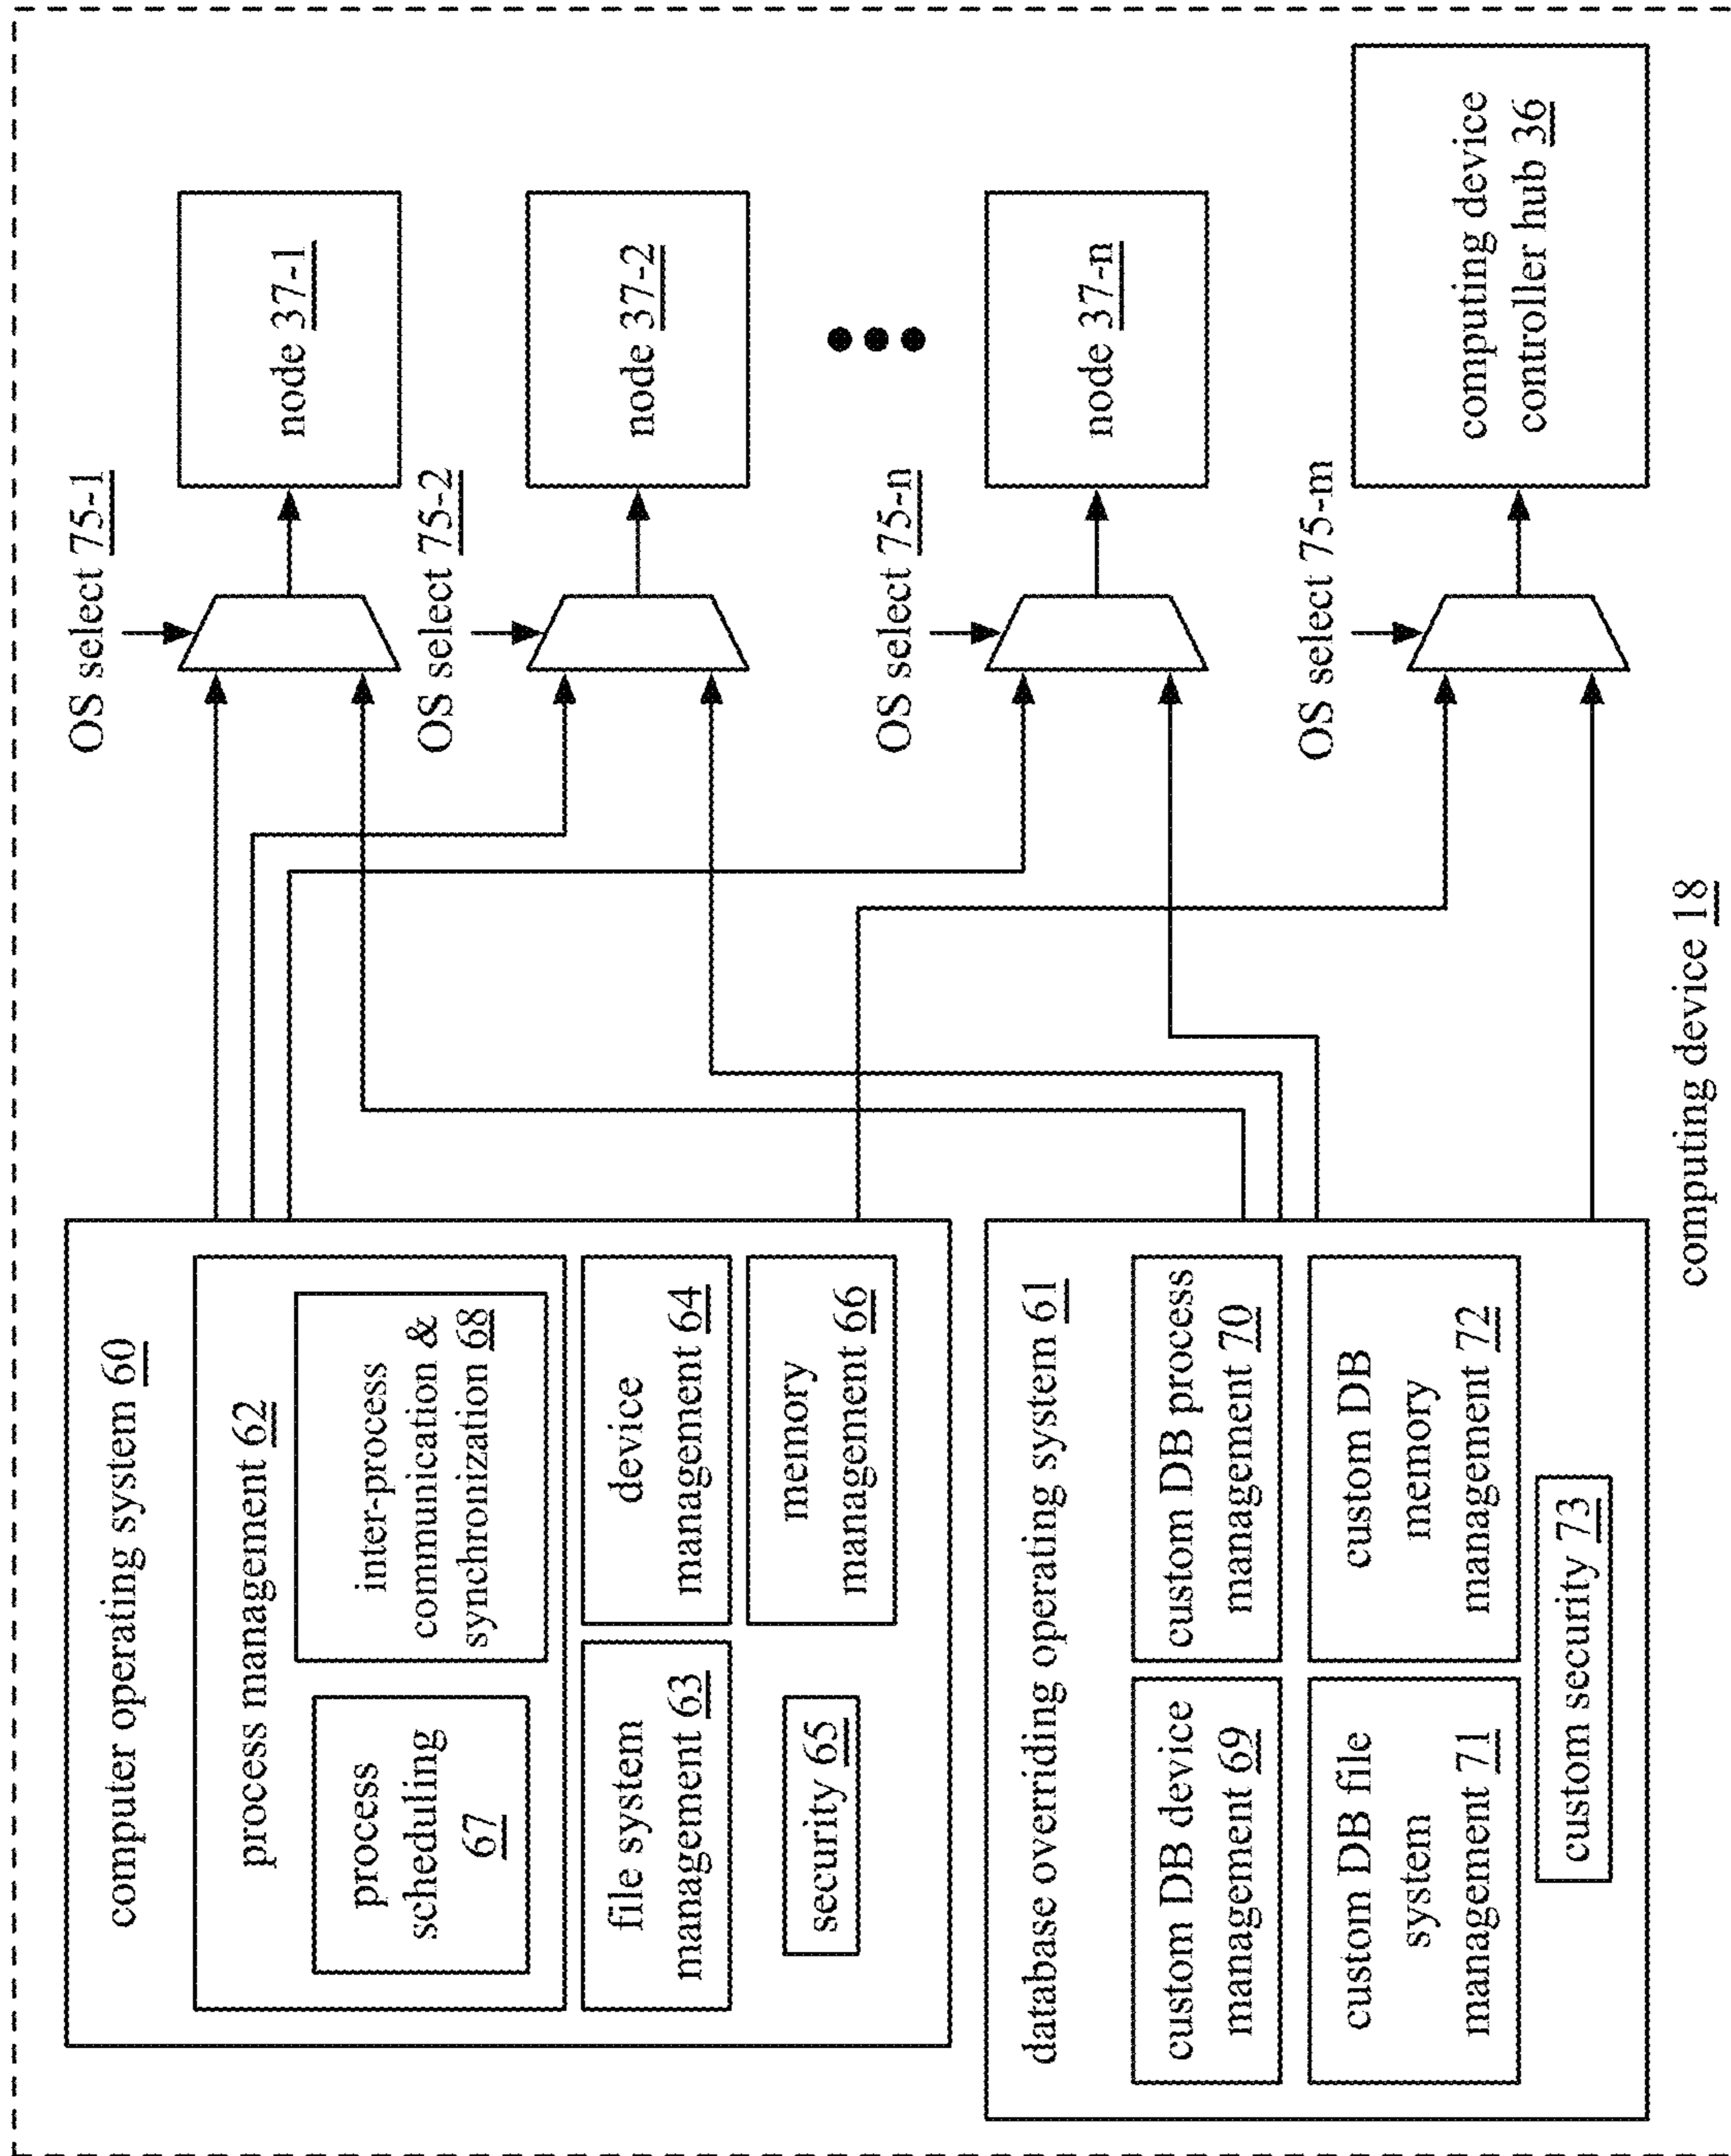 computer operating system 60
process management 62
process
scheduling
67
inter-process
communication &
synchronization 68
file system
management 63
device
management 64
security 65
memory
management 66
database overriding operating system 61
custom DB device
management 69
custom DB process
management 70
custom DB file
system
management 71
custom DB
memory
management 72
custom security 73
OS select 75-1
node 37-1
OS select 75-2
node 37-2
OS select 75-n
node 37-n
OS select 75-m
computing device
controller hub 36
computing device 18